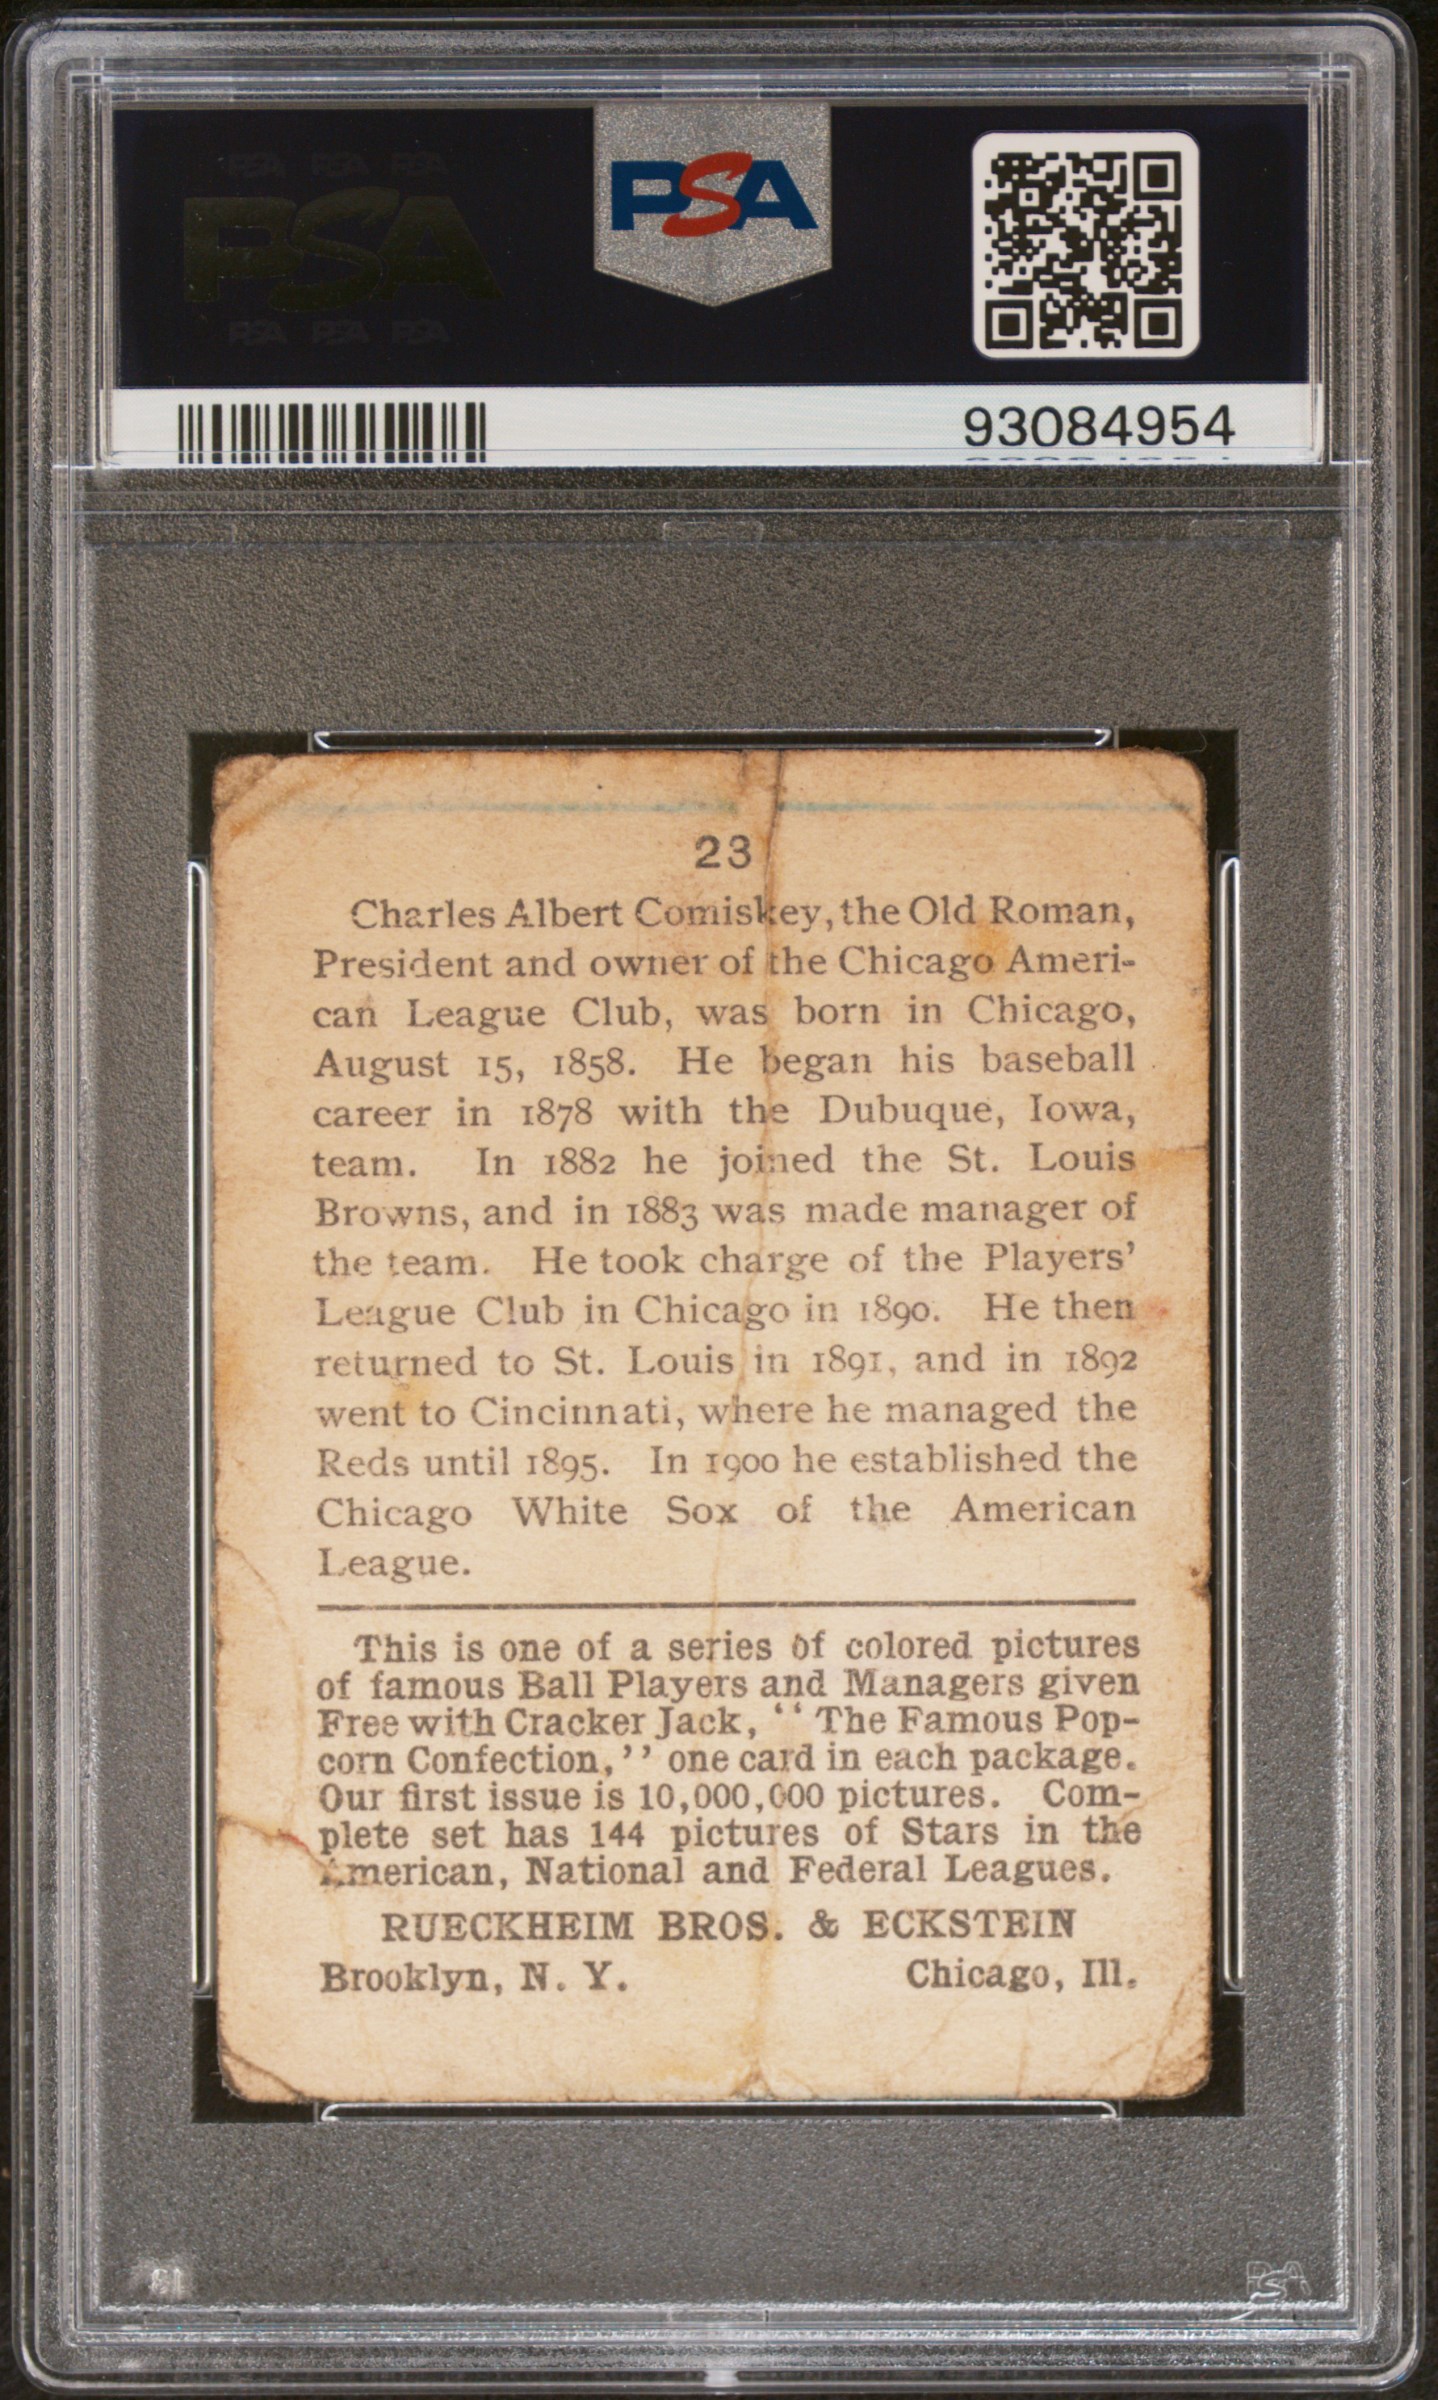 PSA PSA PSA
PSA
PSA PSA PSA
PSA
93084954
23
Charles Albert Comiskey, the Old Roman,
President and owner of the Chicago Ameri-
can League Club, was born in Chicago,
August 15, 1858. He began his baseball
career in 1878 with the Dubuque, Iowa,
team. In 1882 he joined the St. Louis
Browns, and in 1883 was made manager of
the team. He took charge of the Players’
League Club in Chicago in 1890. He then
returned to St. Louis in 1891, and in 1892
went to Cincinnati, where he managed the
Reds until 1895. In 1900 he established the
Chicago White Sox of the American
League.
This is one of a series of colored pictures
of famous Ball Players and Managers given
Free with Cracker Jack, “ The Famous Pop-
corn Confection,” one card in each package.
Our first issue is 10,000,000 pictures. Com-
plete set has 144 pictures of Stars in the
American, National and Federal Leagues.
RUECKHEIM BROS. & ECKSTEIN
Brooklyn, N. Y. Chicago, Ill.
PSA